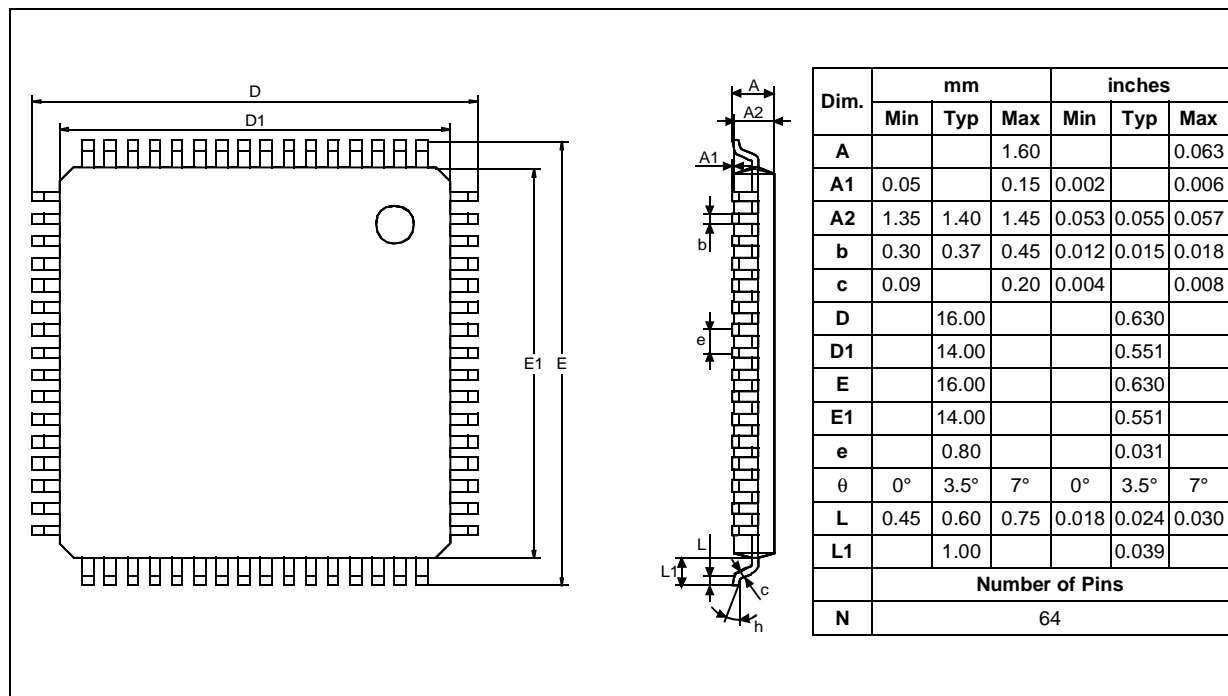 D
D1
E1 E
A
A2
A1
b
e
L
L1
c
h
Dim. mm inches
Min Typ Max Min Typ Max
A 1.60 0.063
A1 0.05 0.15 0.002 0.006
A2 1.35 1.40 1.45 0.053 0.055 0.057
b 0.30 0.37 0.45 0.012 0.015 0.018
c 0.09 0.20 0.004 0.008
D 16.00 0.630
D1 14.00 0.551
E 16.00 0.630
E1 14.00 0.551
e 0.80 0.031
θ 0° 3.5° 7° 0° 3.5° 7°
L 0.45 0.60 0.75 0.018 0.024 0.030
L1 1.00 0.039
Number of Pins
N 64